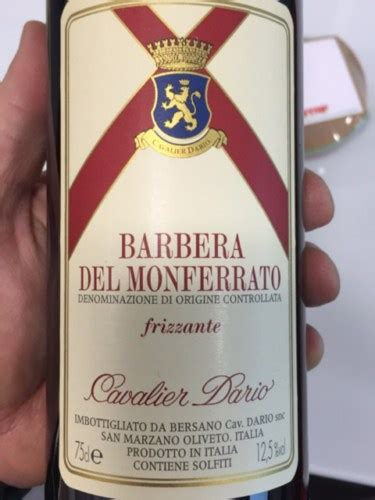 CAVALIER DARIO
BARBERA
DEL MONFERRATO
DENOMINAZIONE DI ORIGINE CONTROLLATA
frizzante
Cavalier Dario
IMBOTTIGLIATO DA BERSANO Cav. DARIO snc
75cl e SAN MARZANO OLIVETO. ITALIA 12,5%vol
PRODOTTO IN ITALIA
CONTIENE SOLFITI